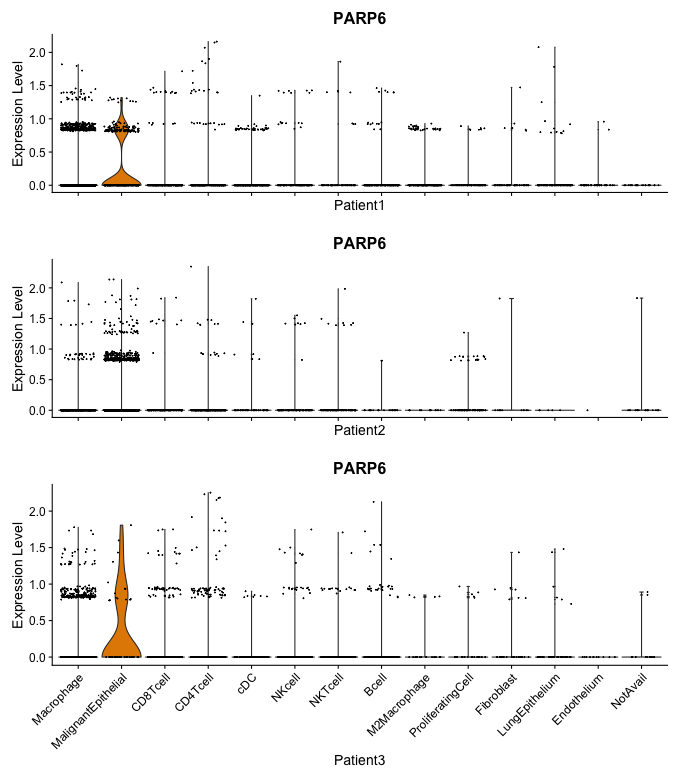 PARP6
Expression Level
2.0
1.5
1.0
0.5
0.0
Patient1
PARP6
Expression Level
2.0
1.5
1.0
0.5
0.0
Patient2
PARP6
Expression Level
2.0
1.5
1.0
0.5
0.0
Macrophage
MalignantEpithelial
CD8Tcell
CD4Tcell
cDC
NKcell
NKTcell
Bcell
M2Macrophage
ProliferatingCell
Fibroblast
LungEpithelium
Endothelium
NotAvail
Patient3